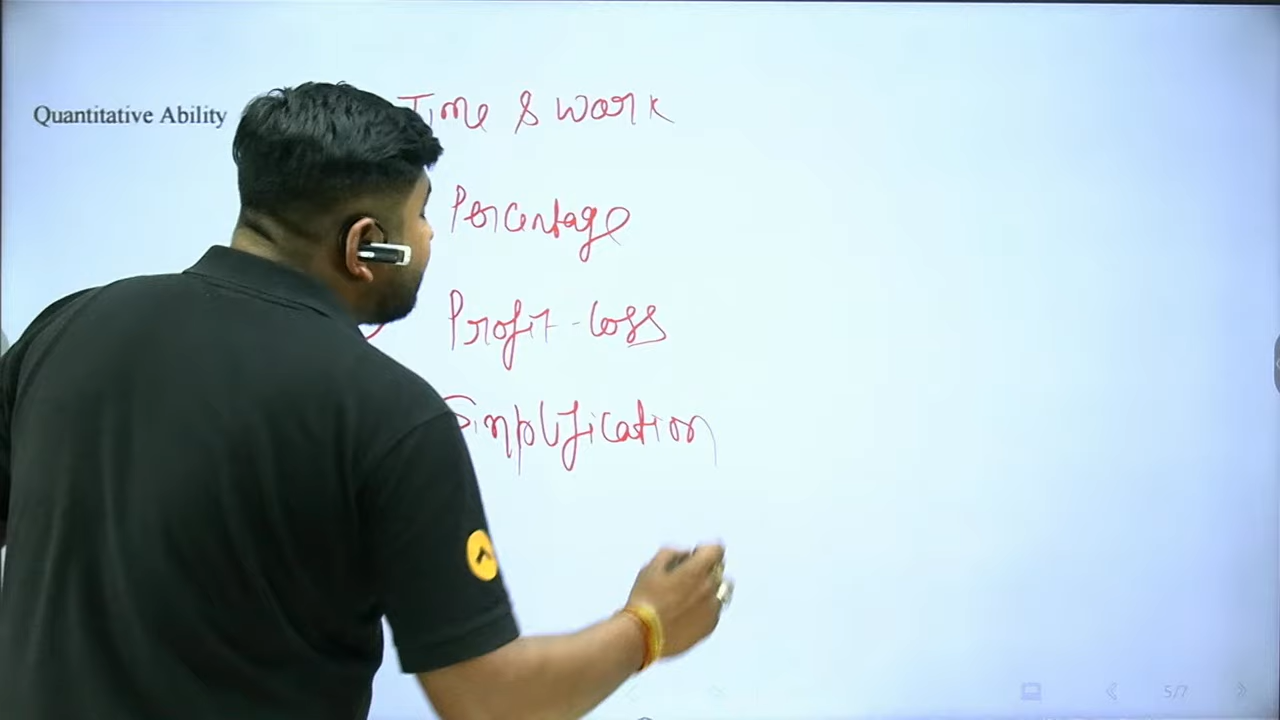 Quantitative Ability
Time & Work
Percentage
Profit-Loss
Simplification
5/7